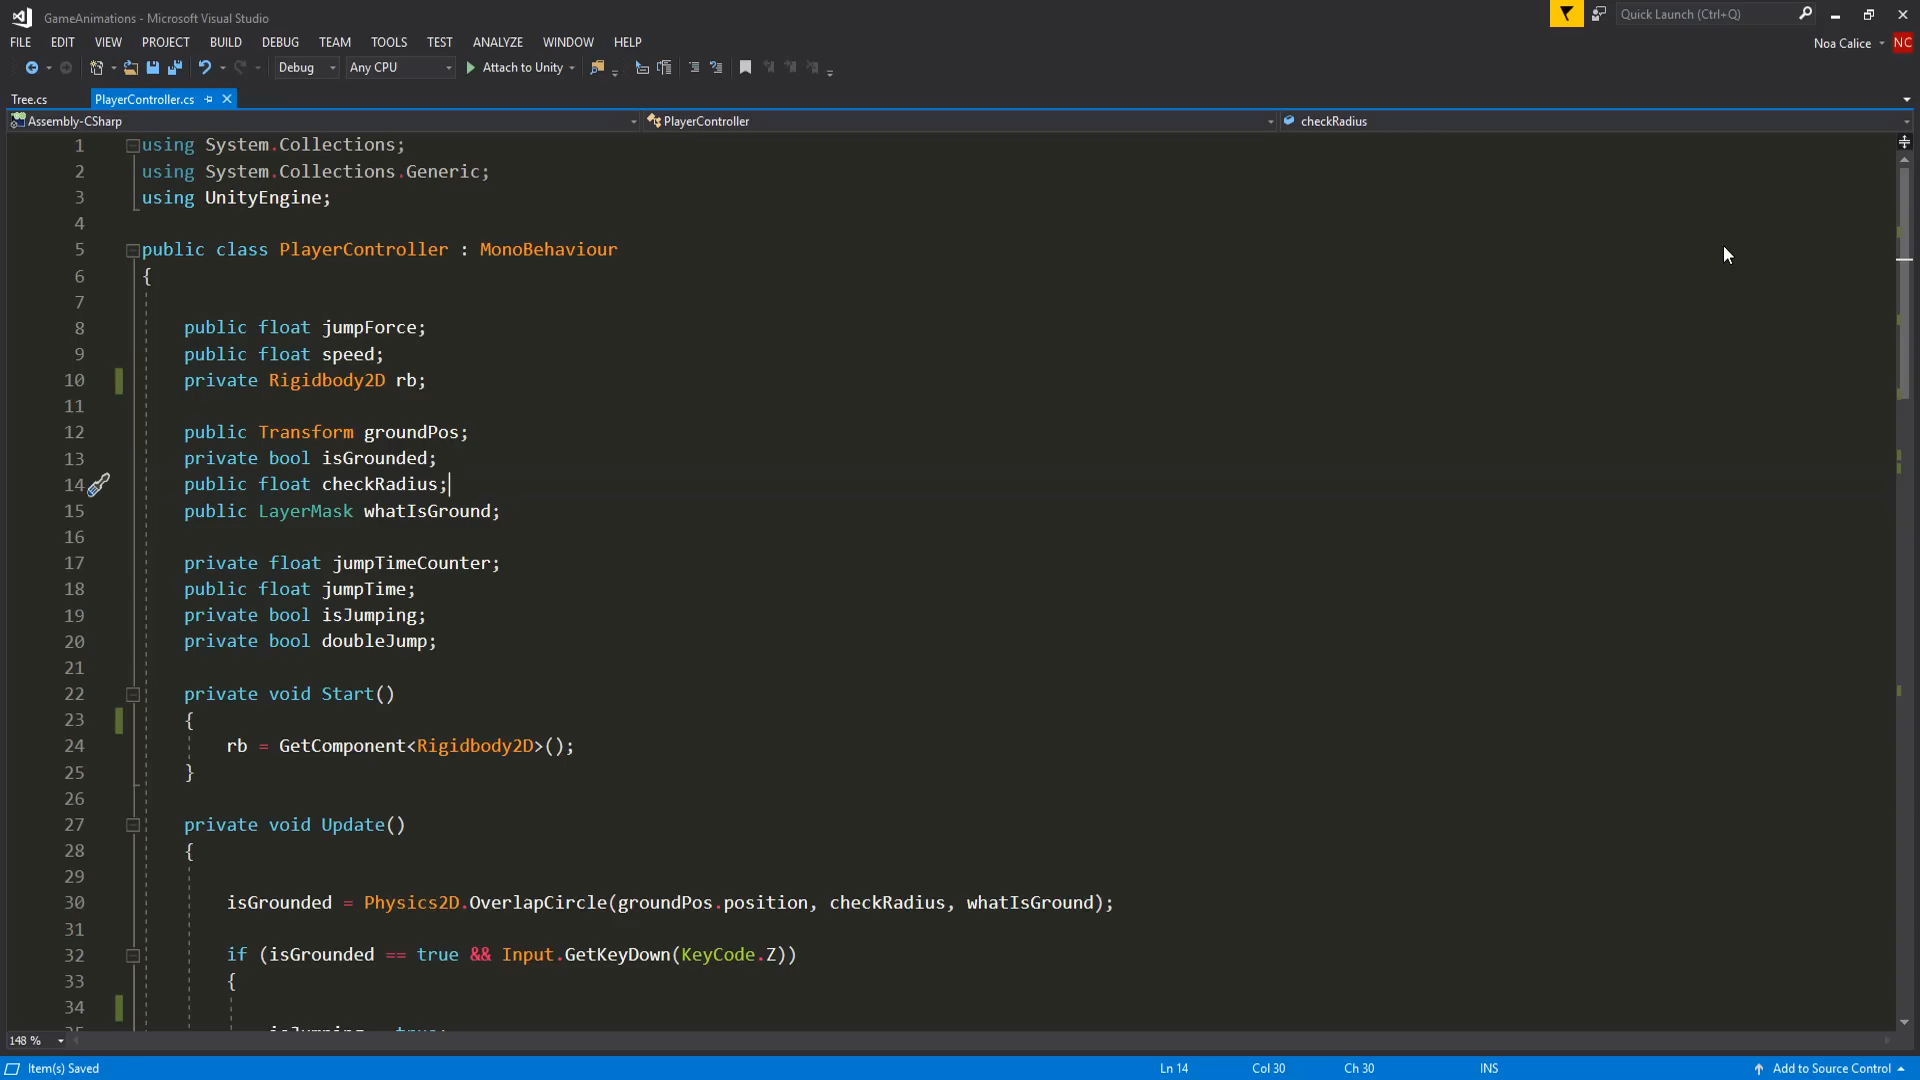 GameAnimations - Microsoft Visual Studio
Quick Launch (Ctrl+Q)
FILE EDIT VIEW PROJECT BUILD DEBUG TEAM TOOLS TEST ANALYZE WINDOW HELP
Noa Calice NC
Debug Any CPU Attach to Unity
Tree.cs PlayerController.cs
Assembly-CSharp PlayerController checkRadius
1 using System.Collections;
2 using System.Collections.Generic;
3 using UnityEngine;
4
5 public class PlayerController : MonoBehaviour
6 {
7
8 public float jumpForce;
9 public float speed;
10 private Rigidbody2D rb;
11
12 public Transform groundPos;
13 private bool isGrounded;
14 public float checkRadius;
15 public LayerMask whatIsGround;
16
17 private float jumpTimeCounter;
18 public float jumpTime;
19 private bool isJumping;
20 private bool doubleJump;
21
22 private void Start()
23 {
24 rb = GetComponent<Rigidbody2D>();
25 }
26
27 private void Update()
28 {
29
30 isGrounded = Physics2D.OverlapCircle(groundPos.position, checkRadius, whatIsGround);
31
32 if (isGrounded == true && Input.GetKeyDown(KeyCode.Z))
33 {
34
148 %
Item(s) Saved Ln 14 Col 30 Ch 30 INS Add to Source Control